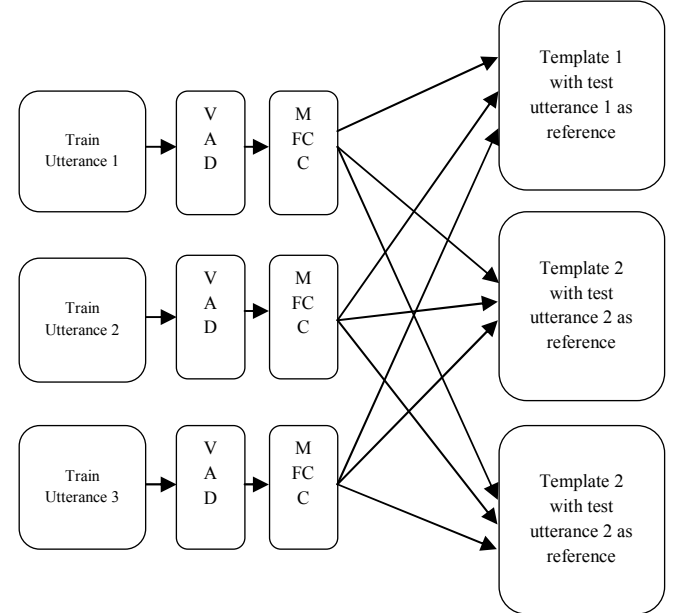 Train
Utterance 1
V
A
D
M
FC
C
Template 1
with test
utterance 1 as
reference
Train
Utterance 2
V
A
D
M
FC
C
Template 2
with test
utterance 2 as
reference
Train
Utterance 3
V
A
D
M
FC
C
Template 2
with test
utterance 2 as
reference